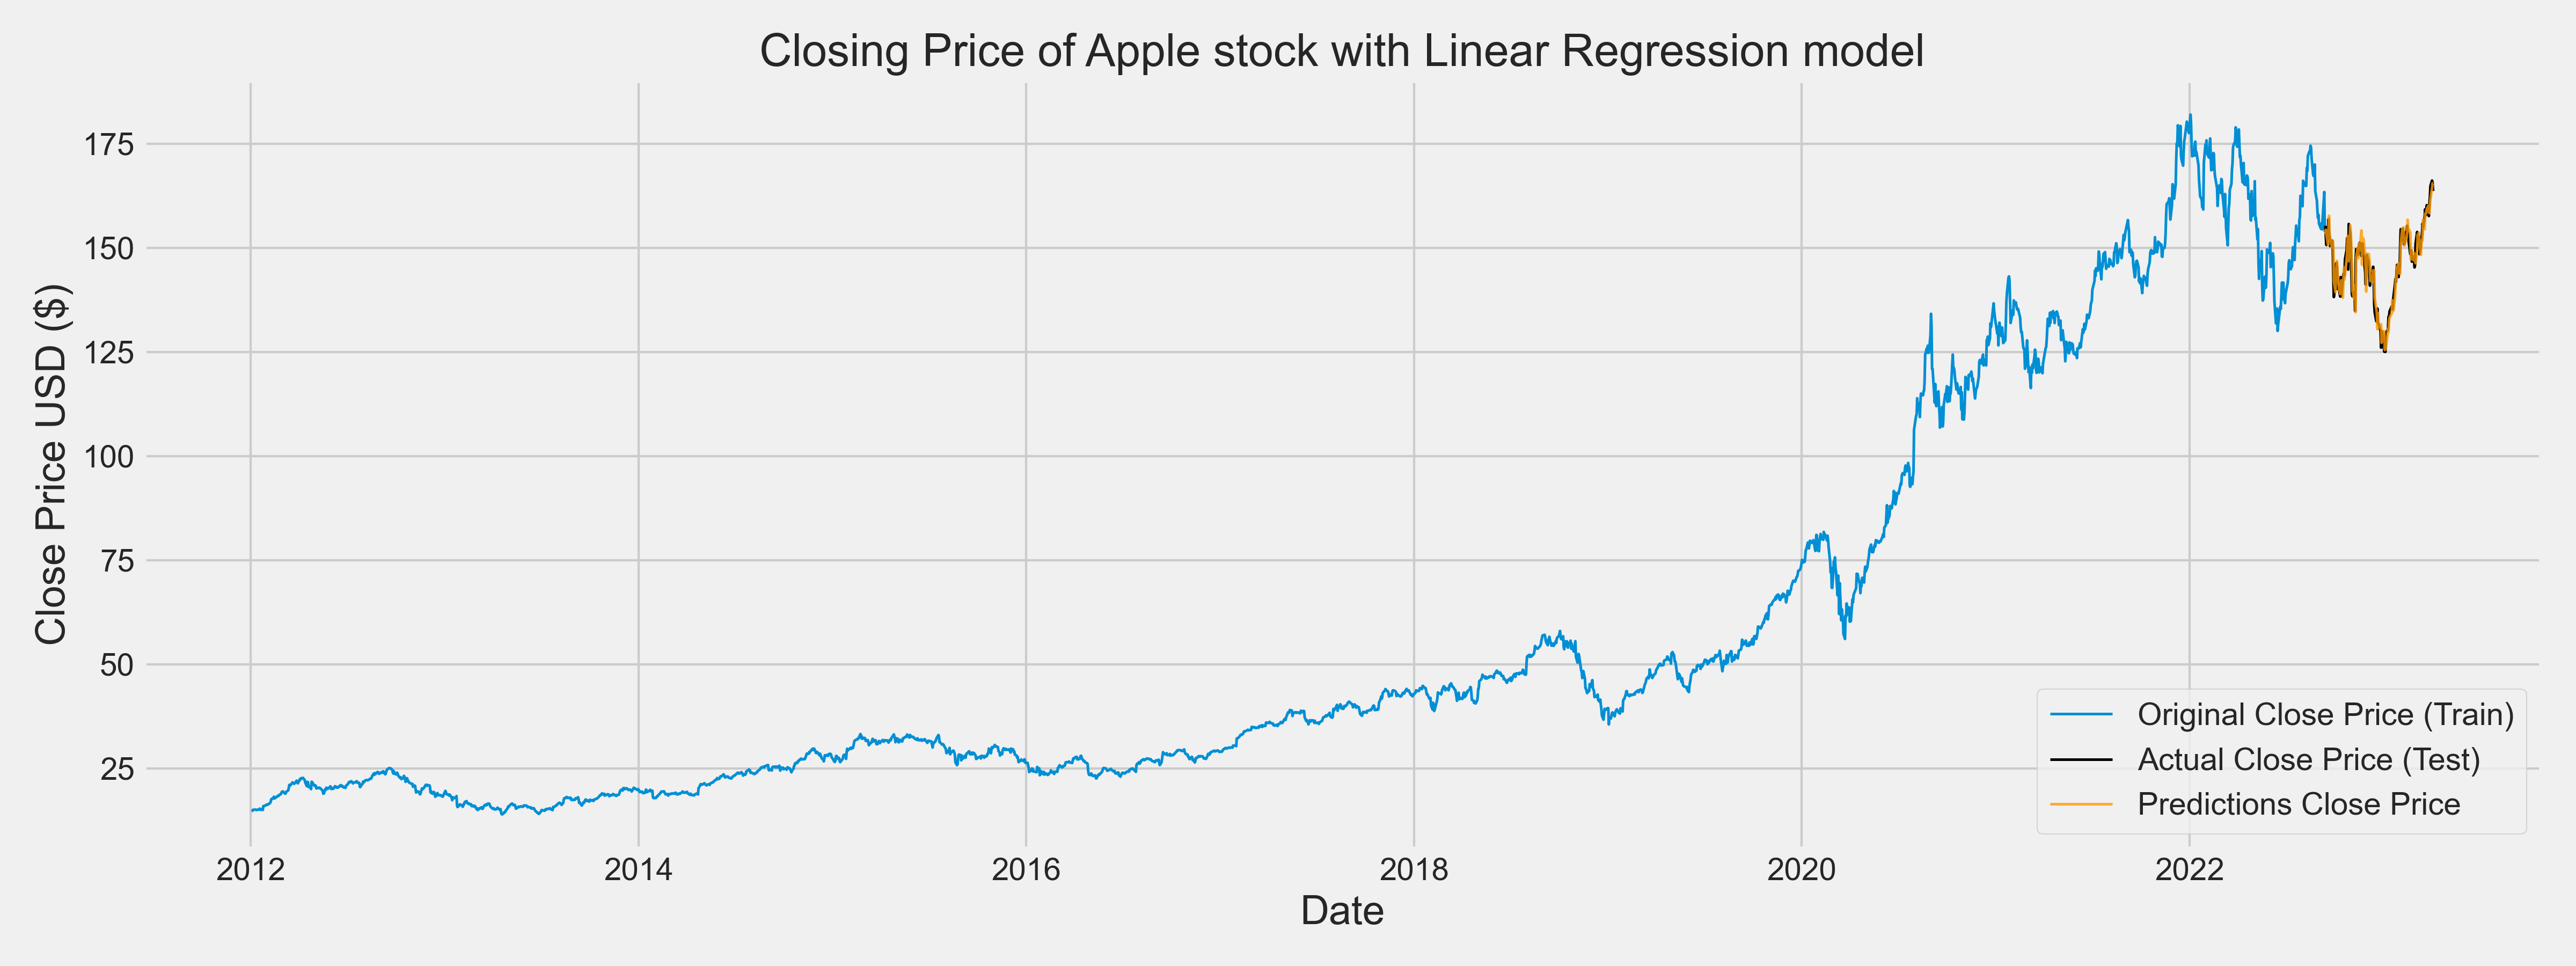 Closing Price of Apple stock with Linear Regression model
Close Price USD ($)
175
150
125
100
75
50
25
2012 2014 2016 2018 2020 2022
Date
Original Close Price (Train)
Actual Close Price (Test)
Predictions Close Price